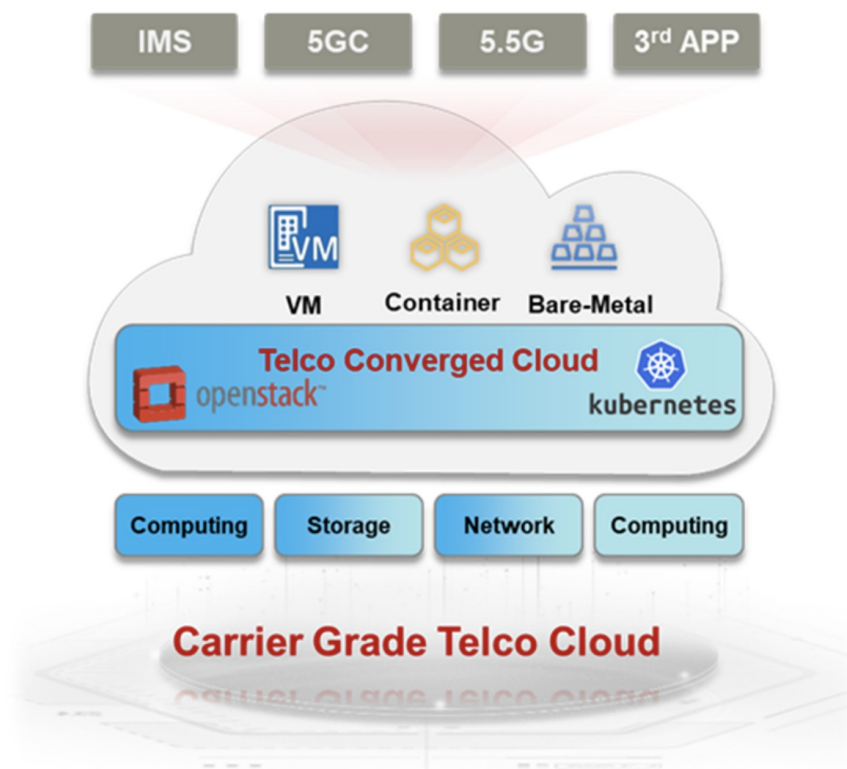 IMS 5GC 5.5G 3rd APP
VM
VM Container Bare-Metal
Telco Converged Cloud
openstack™ kubernetes
Computing Storage Network Computing
Carrier Grade Telco Cloud